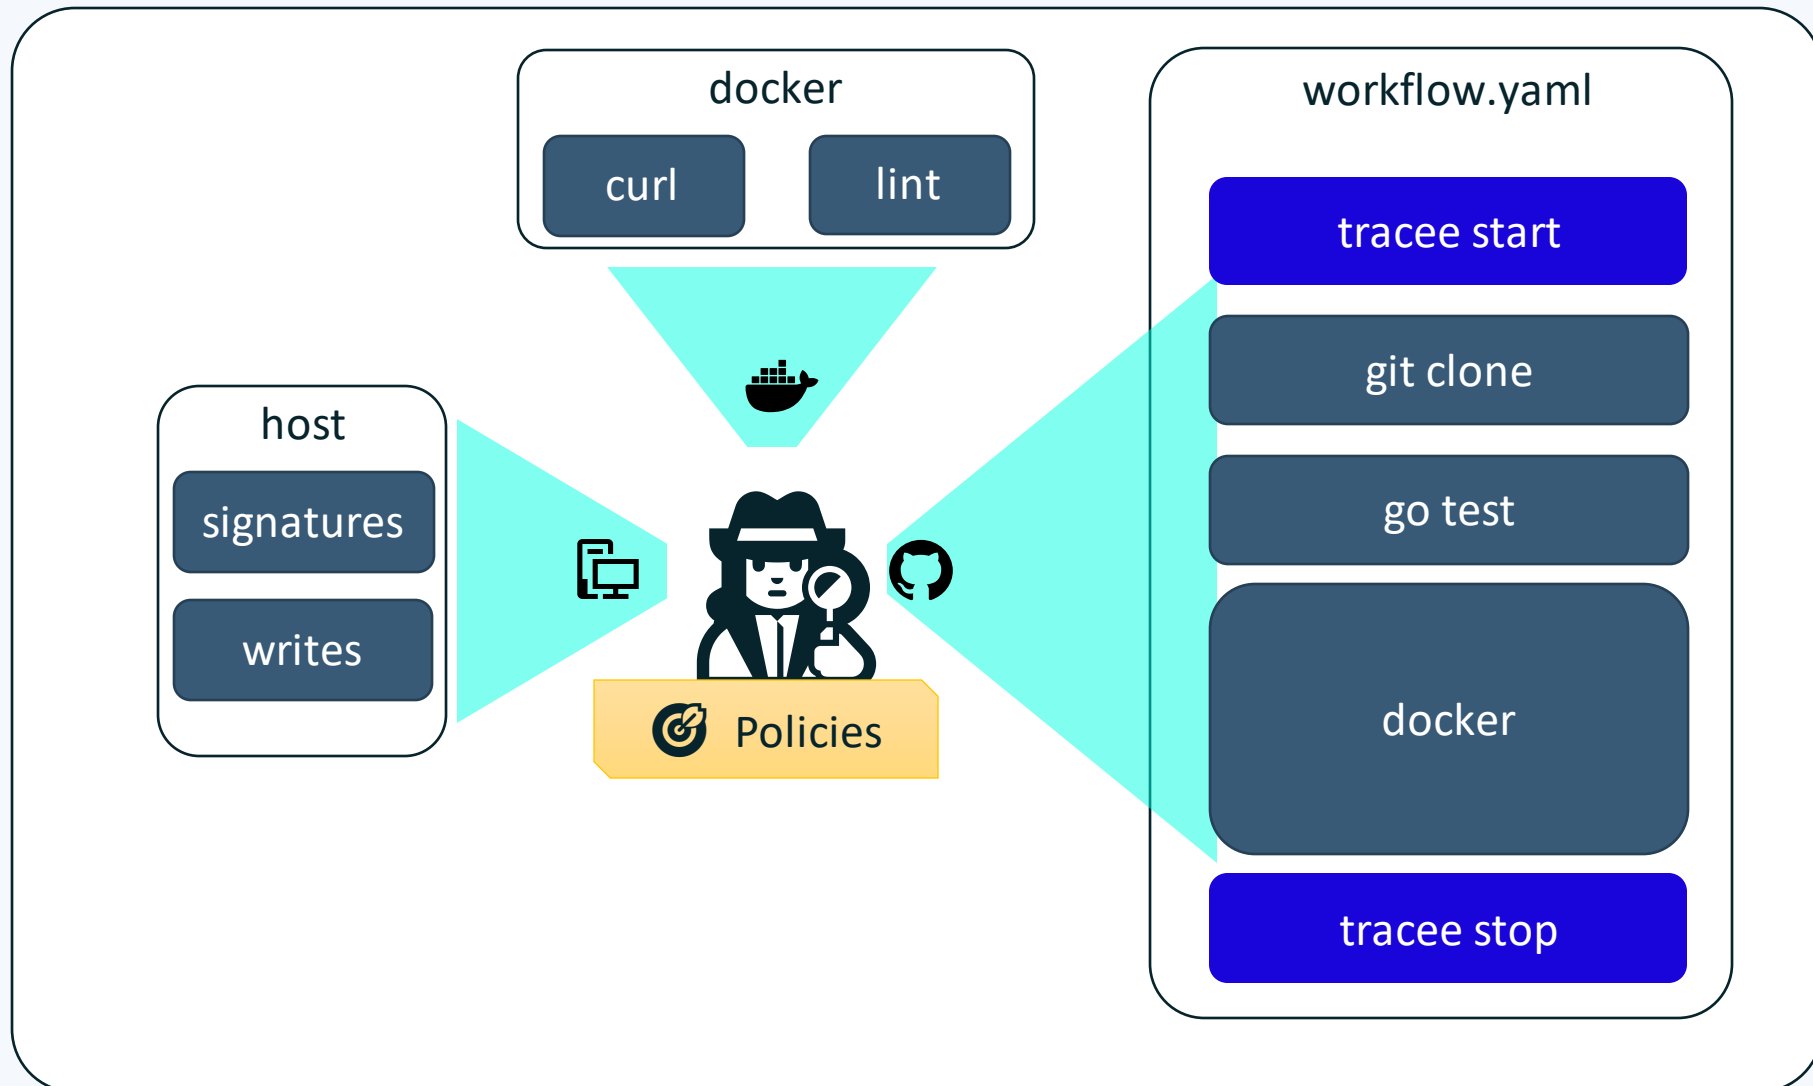 docker
curl
lint
host
signatures
writes
Policies
workflow.yaml
tracee start
git clone
go test
docker
tracee stop